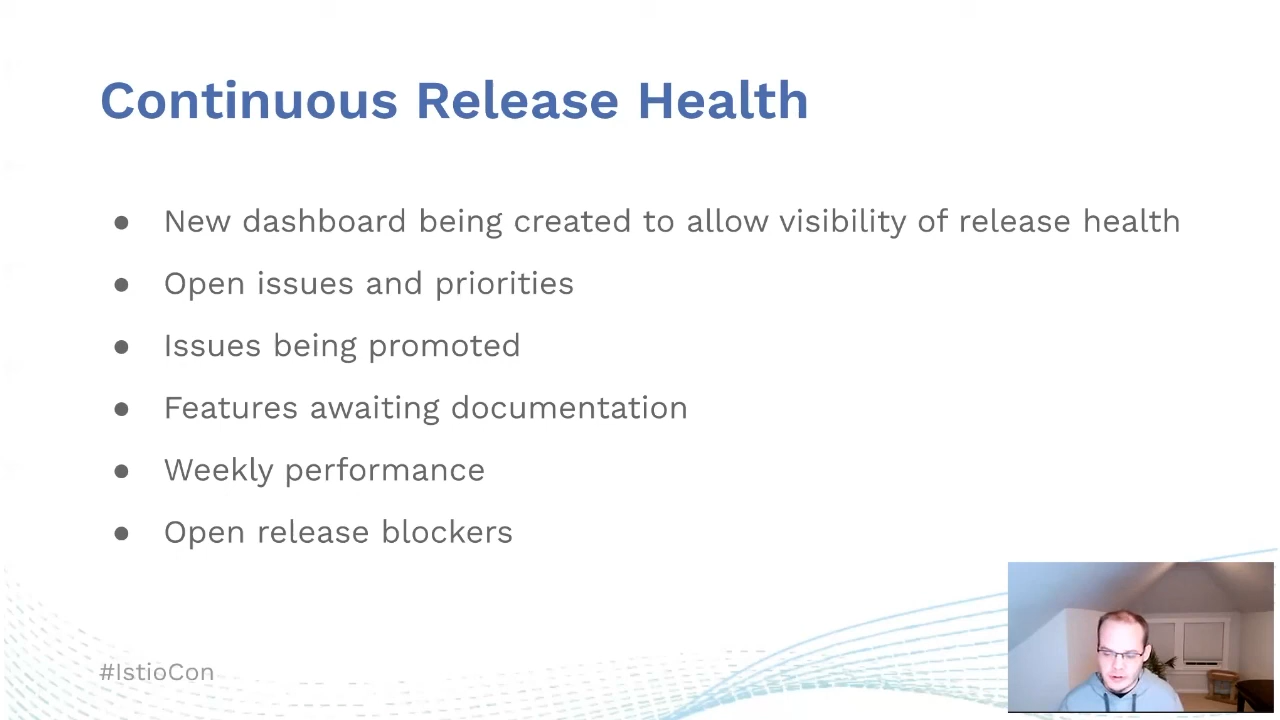 Continuous Release Health
● New dashboard being created to allow visibility of release health
● Open issues and priorities
● Issues being promoted
● Features awaiting documentation
● Weekly performance
● Open release blockers
#IstioCon